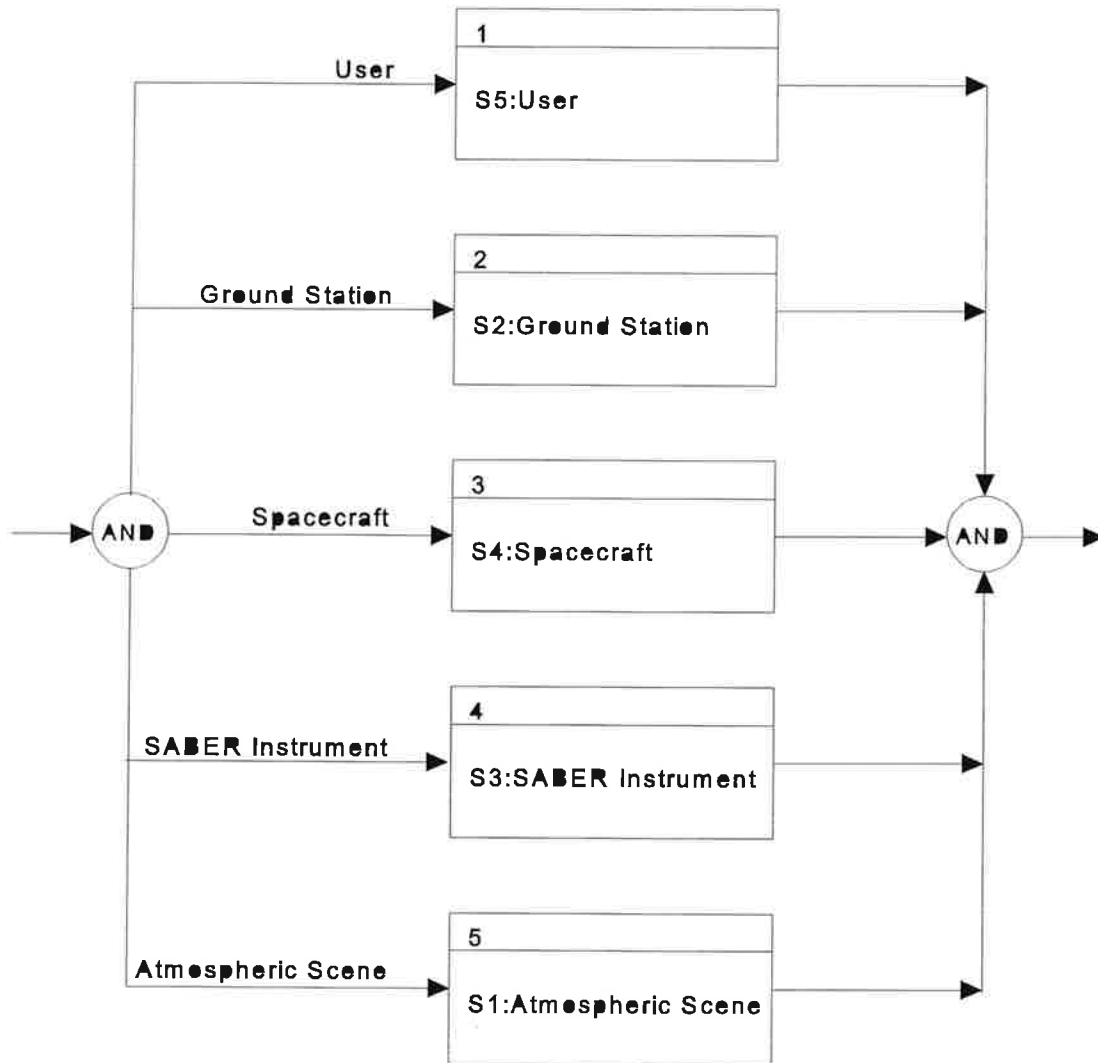 1
User
S5:User
2
Ground Station
S2:Ground Station
3
Spacecraft
AND
S4:Spacecraft
AND
4
SABER Instrument
S3:SABER Instrument
5
Atmospheric Scene
S1:Atmospheric Scene